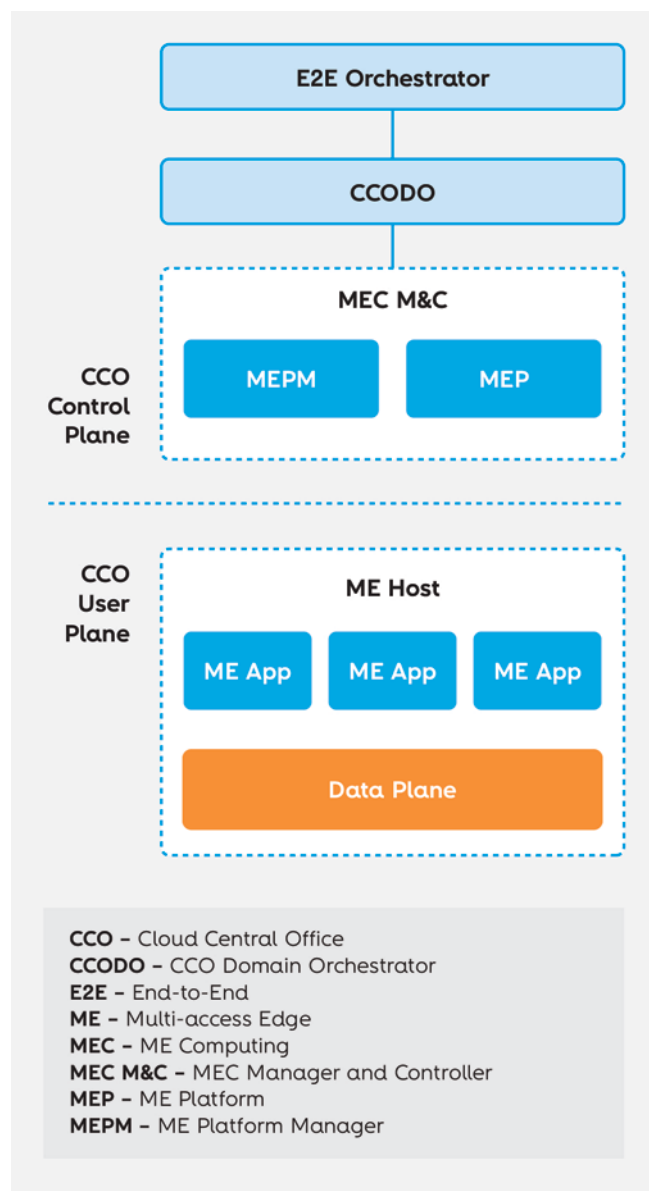 E2E Orchestrator
CCODO
MEC M&C
MEPM
MEP
CCO
Control
Plane
CCO
User
Plane
ME Host
ME App
ME App
ME App
Data Plane
CCO – Cloud Central Office
CCODO – CCO Domain Orchestrator
E2E – End-to-End
ME – Multi-access Edge
MEC – ME Computing
MEC M&C – MEC Manager and Controller
MEP – ME Platform
MEPM – ME Platform Manager